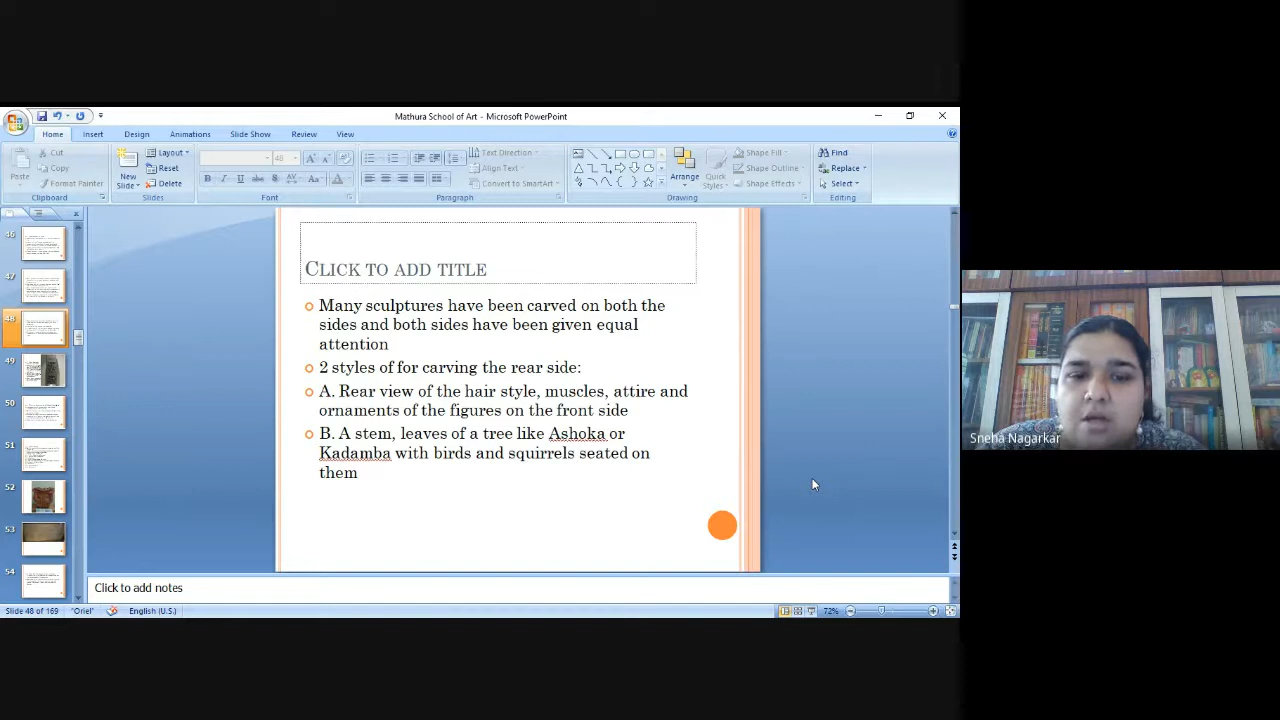 Mathura School of Art - Microsoft PowerPoint
Home Insert Design Animations Slide Show Review View
Paste
Cut
Copy
Format Painter
Clipboard
New Slide
Layout
Reset
Delete
Slides
48
B I U abc S AV Aa A
Font
Text Direction
Align Text
Convert to SmartArt
Paragraph
Arrange
Quick Styles
Shape Fill
Shape Outline
Shape Effects
Drawing
Find
Replace
Select
Editing
46
47
48
49
50
51
52
53
54
CLICK TO ADD TITLE
Many sculptures have been carved on both the
sides and both sides have been given equal
attention
2 styles of for carving the rear side:
A. Rear view of the hair style, muscles, attire and
ornaments of the figures on the front side
B. A stem, leaves of a tree like Ashoka or
Kadamba with birds and squirrels seated on
them
Click to add notes
Slide 48 of 169 "Oriel" English (U.S.) 72%
Sneha Nagarkar